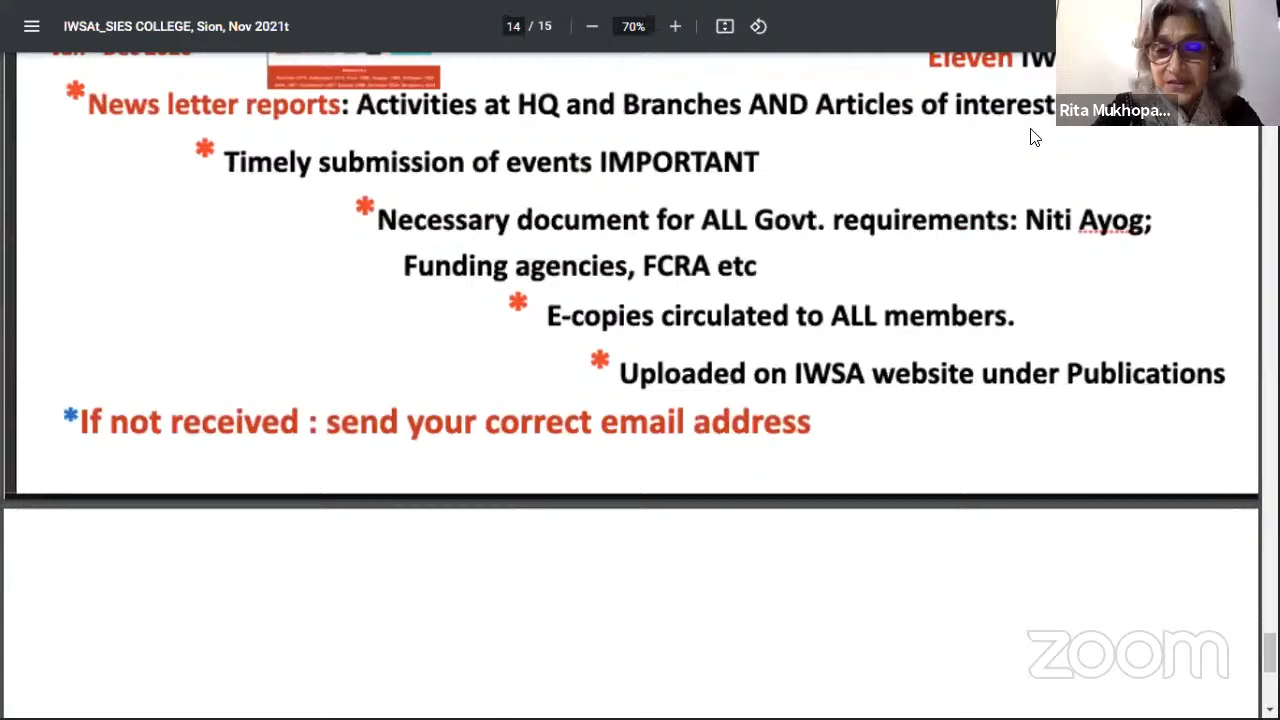 IWSAt_SIES COLLEGE, Sion, Nov 2021t
14 / 15
70%
Eleven IW
* News letter reports: Activities at HQ and Branches AND Articles of interest
Rita Mukhopa...
* Timely submission of events IMPORTANT
* Necessary document for ALL Govt. requirements: Niti Ayog;
Funding agencies, FCRA etc
* E-copies circulated to ALL members.
* Uploaded on IWSA website under Publications
*If not received : send your correct email address
zoom